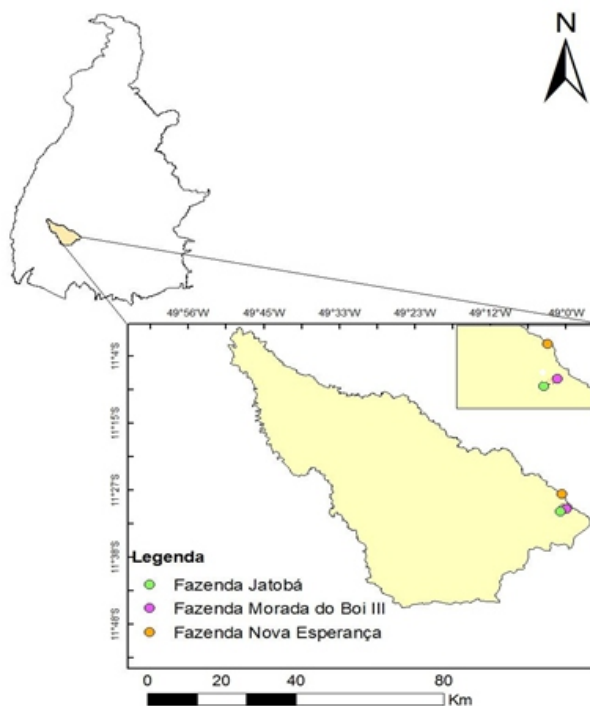 N
49°56'W 49°45'W 49°33'W 49°23'W 49°12'W 49°0'W
11°4'S
11°15'S
11°27'S
11°38'S
11°48'S
Legenda
Fazenda Jatobá
Fazenda Morada do Boi III
Fazenda Nova Esperança
0 20 40 80
Km